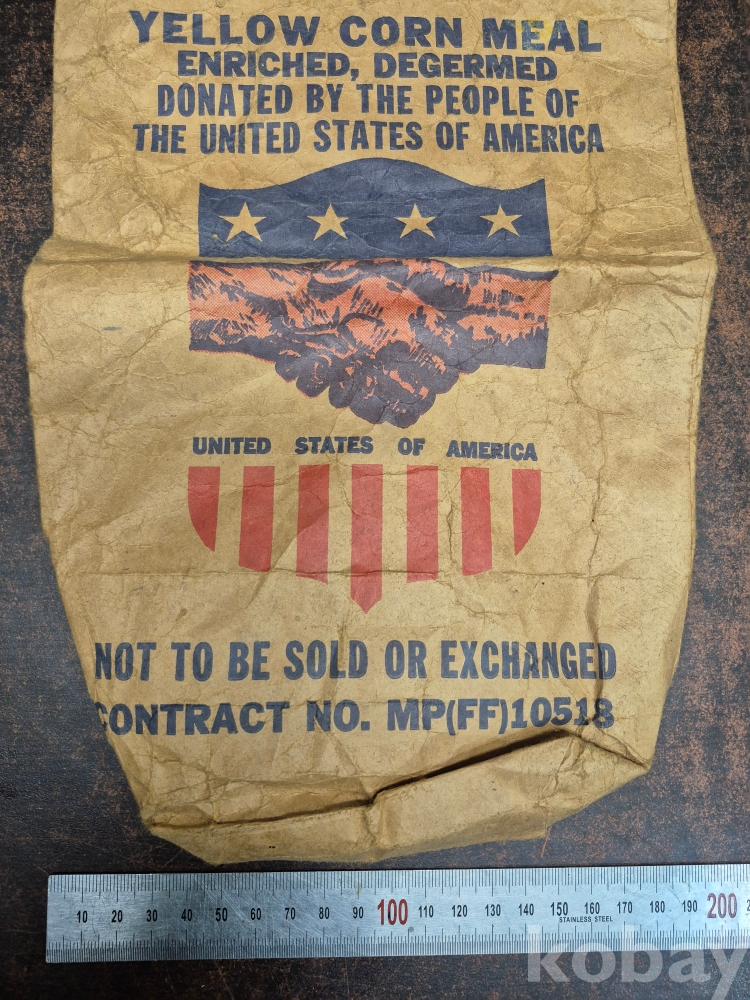 YELLOW CORN MEAL
ENRICHED, DEGERMED
DONATED BY THE PEOPLE OF
THE UNITED STATES OF AMERICA
UNITED STATES OF AMERICA
NOT TO BE SOLD OR EXCHANGED
CONTRACT NO. MP(FF)10518
10 20 30 40 50 60 70 80 90 100 110 120 130 140 150 160 170 180 190 200
STAINLESS STEEL
kobay